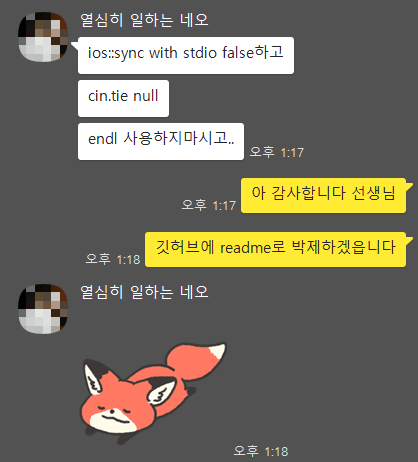 열심히 일하는 네오
ios::sync with stdio false하고
cin.tie null
endl 사용하지마시고..
오후 1:17
아 감사합니다 선생님
오후 1:17
깃허브에 readme로 박제하겠읍니다
오후 1:18
열심히 일하는 네오
오후 1:18